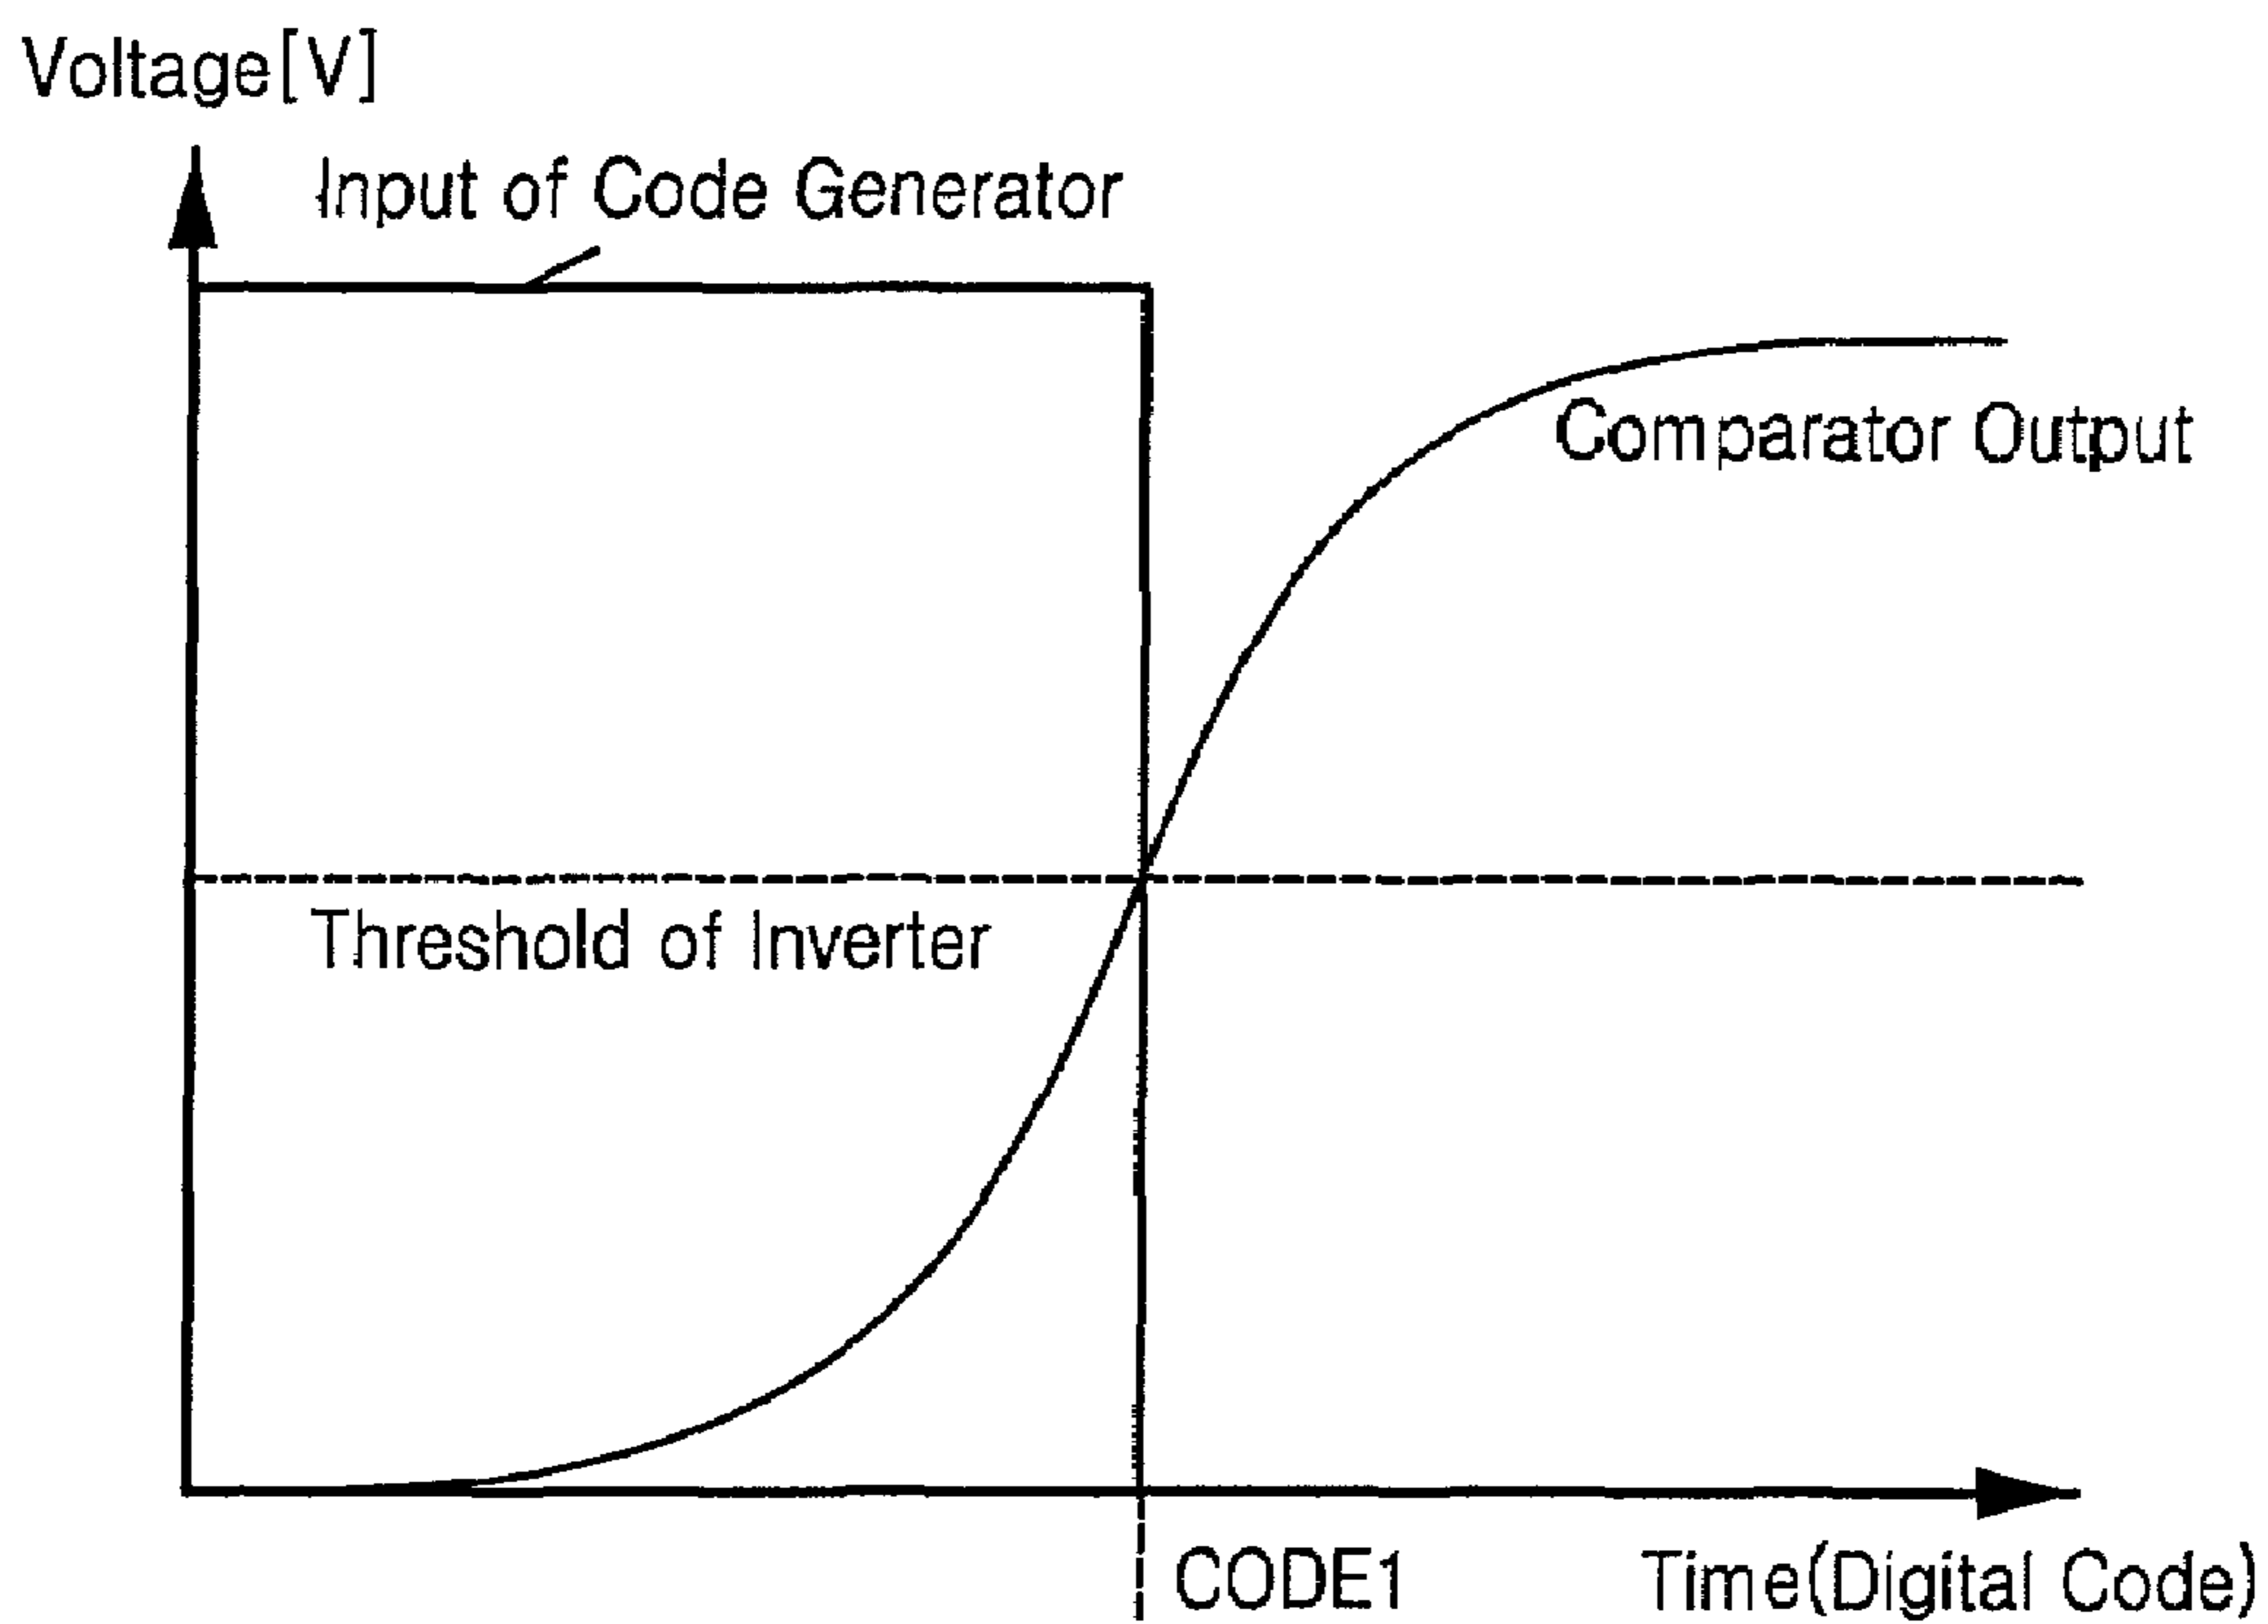 Voltage[V]
Input of Code Generator
Comparator Output
Threshold of Inverter
CODE1
Time(Digital Code)